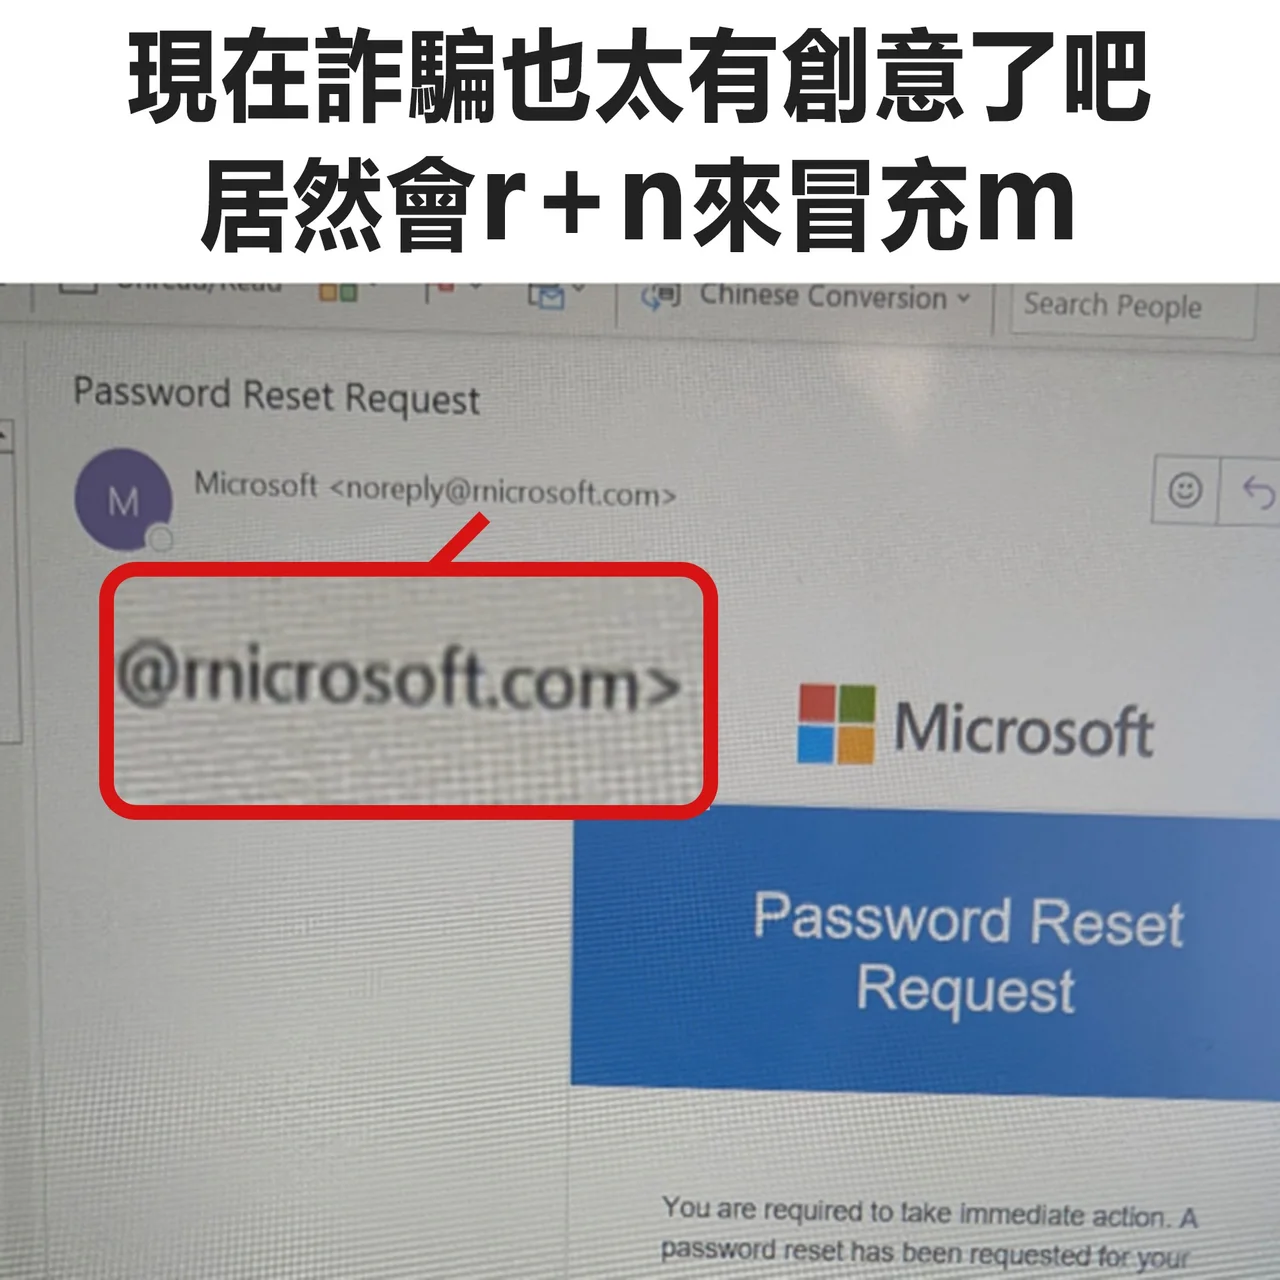 現在詐騙也太有創意了吧
居然會r+n來冒充m
Unread/Read
Chinese Conversion
Search People
Password Reset Request
M
Microsoft <noreply@rnicrosoft.com>
@rnicrosoft.com>
Microsoft
Password Reset
Request
You are required to take immediate action. A
password reset has been requested for your